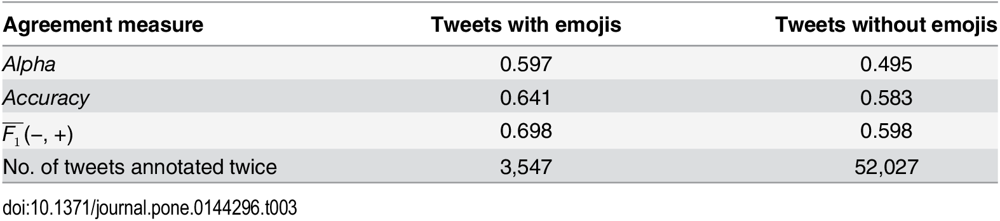 Agreement measure Tweets with emojis Tweets without emojis
Alpha 0.597 0.495
Accuracy 0.641 0.583
F̅₁(−, +) 0.698 0.598
No. of tweets annotated twice 3,547 52,027
doi:10.1371/journal.pone.0144296.t003